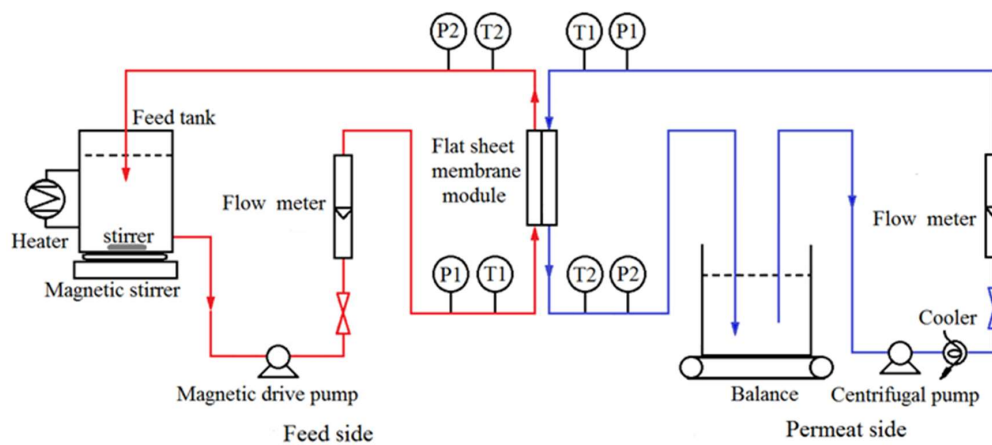 P2 T2 T1 P1
Feed tank
Flat sheet
membrane
module
Flow meter
Flow meter
Heater
stirrer
Magnetic stirrer
P1 T1 T2 P2
Cooler
Magnetic drive pump
Balance
Centrifugal pump
Feed side
Permeat side